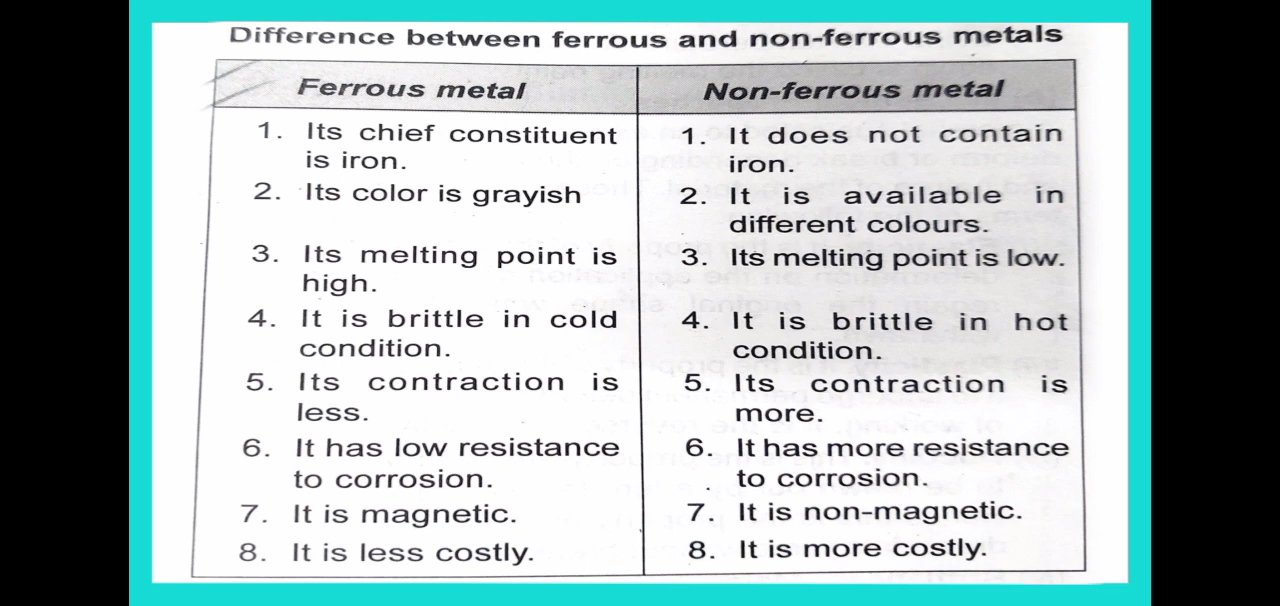 Difference between ferrous and non-ferrous metals
Ferrous metal
1. Its chief constituent
is iron.
2. Its color is grayish
3. Its melting point is
high.
4. It is brittle in cold
condition.
5. Its contraction is
less.
6. It has low resistance
to corrosion.
7. It is magnetic.
8. It is less costly.
Non-ferrous metal
1. It does not contain
iron.
2. It is available in
different colours.
3. Its melting point is low.
4. It is brittle in hot
condition.
5. Its contraction is
more.
6. It has more resistance
to corrosion.
7. It is non-magnetic.
8. It is more costly.